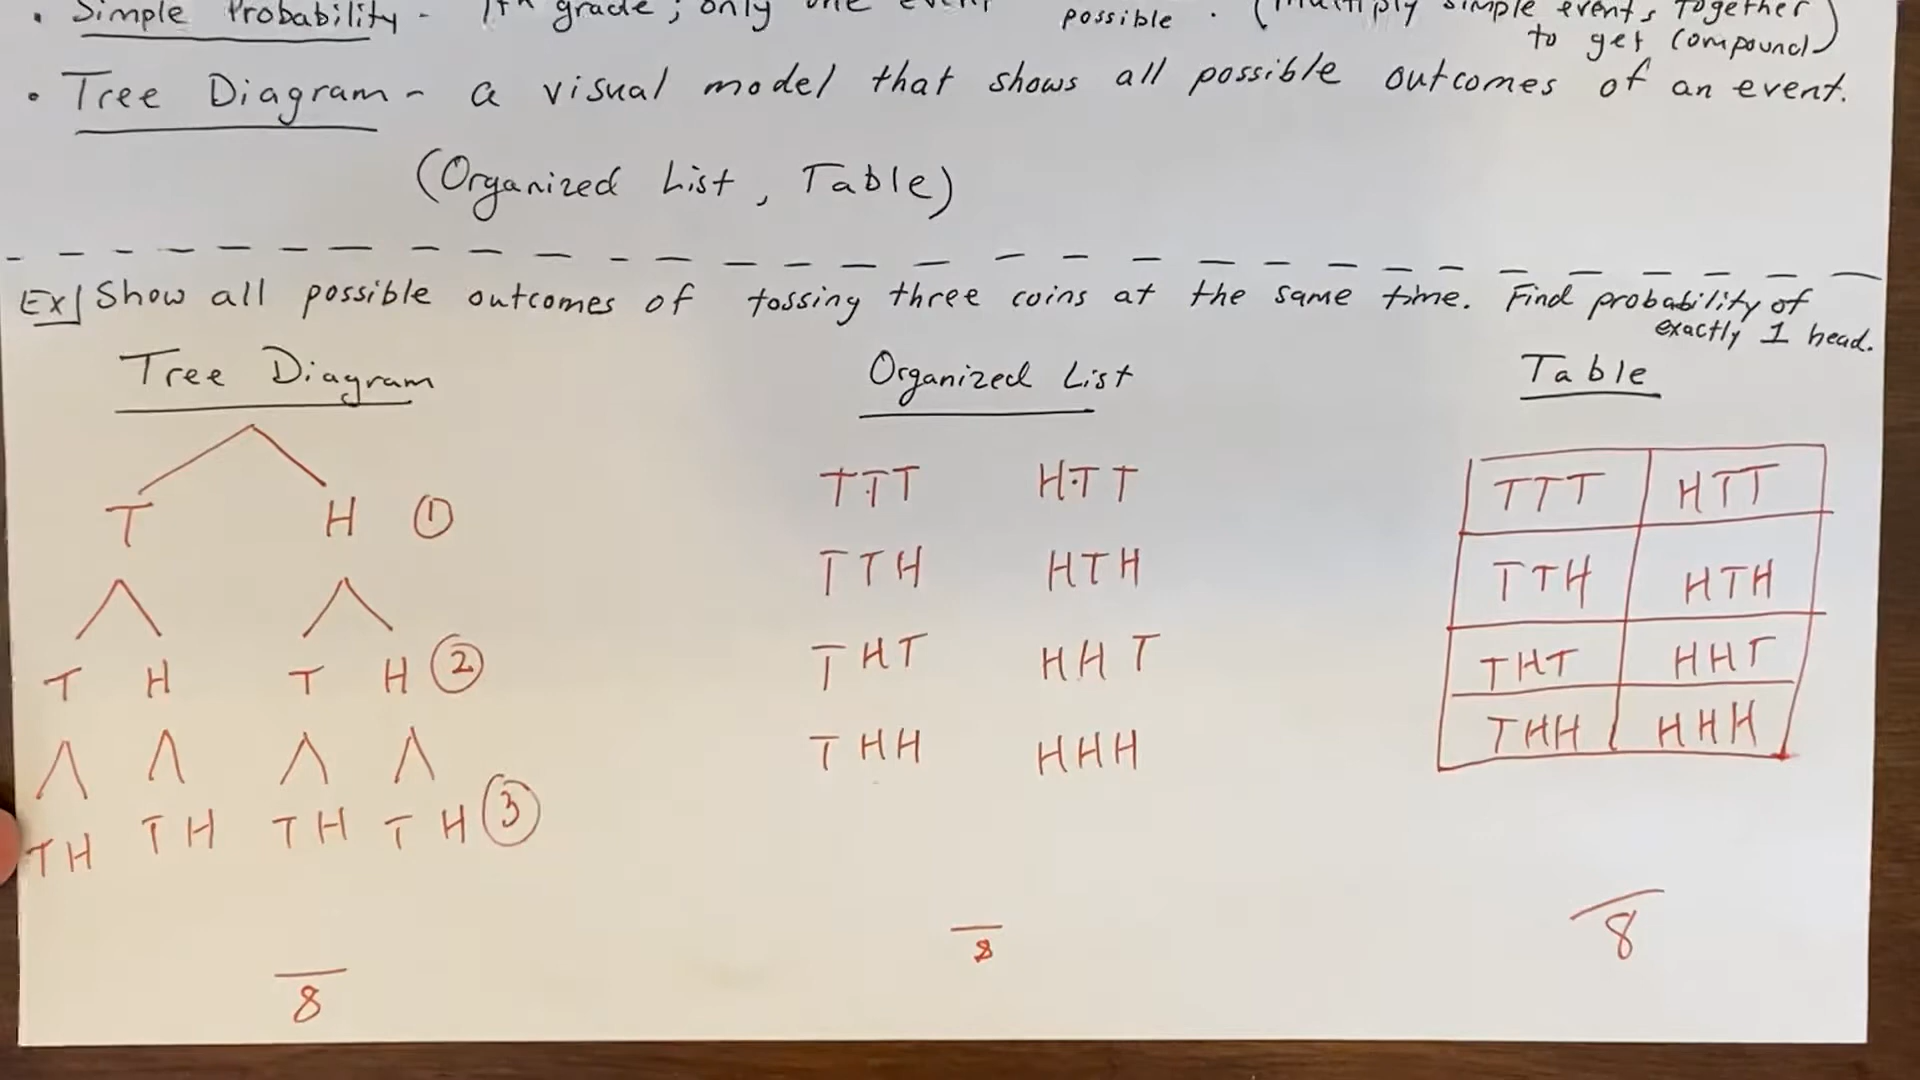 • Simple Probability - 7th grade; only one event possible. (Multiply simple events together
to get compound)
• Tree Diagram - a visual model that shows all possible outcomes of an event.
(Organized List, Table)
Ex| Show all possible outcomes of tossing three coins at the same time. Find probability of
exactly 1 head.
Tree Diagram
T H ①
T H T H ②
T H T H T H T H ③
8
Organized List
TTT HTT
TTH HTH
THT HHT
THH HHH
8
Table
TTT HTT
TTH HTH
THT HHT
THH HHH
8